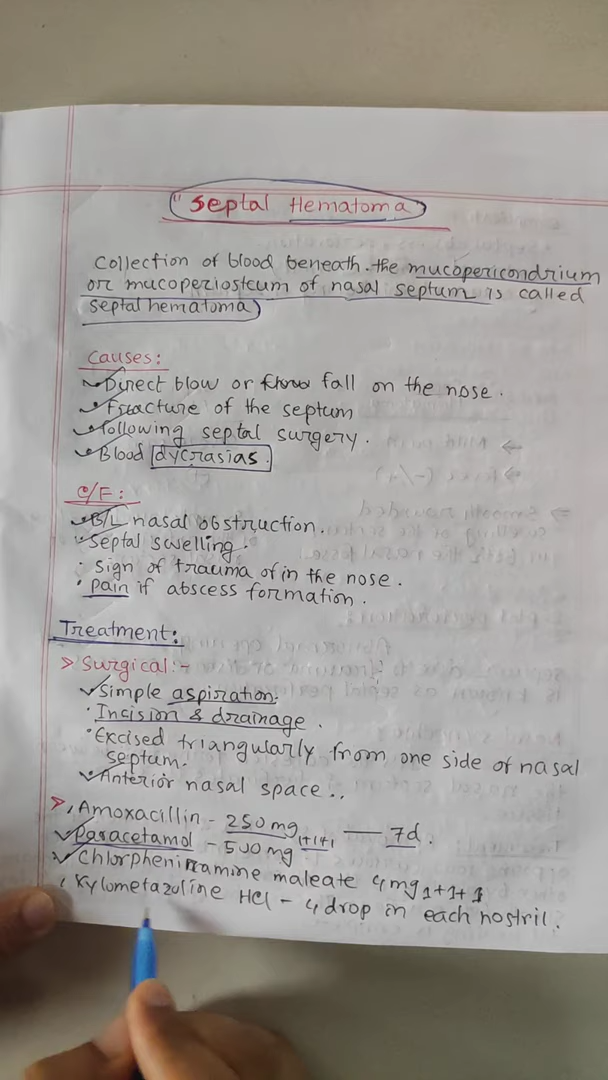 "Septal Hematoma
Collection of blood beneath the mucopericondrium
or mucoperiosteum of nasal septum is called
septal hematoma
Causes:
Direct blow or fall on the nose.
Fracture of the septum
following septal surgery.
Blood dycrasias.
C/F:
B/L nasal obstruction.
Septal swelling.
Sign of trauma of in the nose.
Pain if abscess formation.
Treatment:
> Surgical:-
Simple aspiration.
Incision & drainage.
Excised triangularly from one side of nasal
septum.
Anterior nasal space..
> Amoxacillin - 250 mg 1+1+1 — 7d.
Paracetamol - 500 mg
Chlorpheniramine maleate 4mg 1+1+1
Xylometazoline HCl - 4 drop in each nostril.